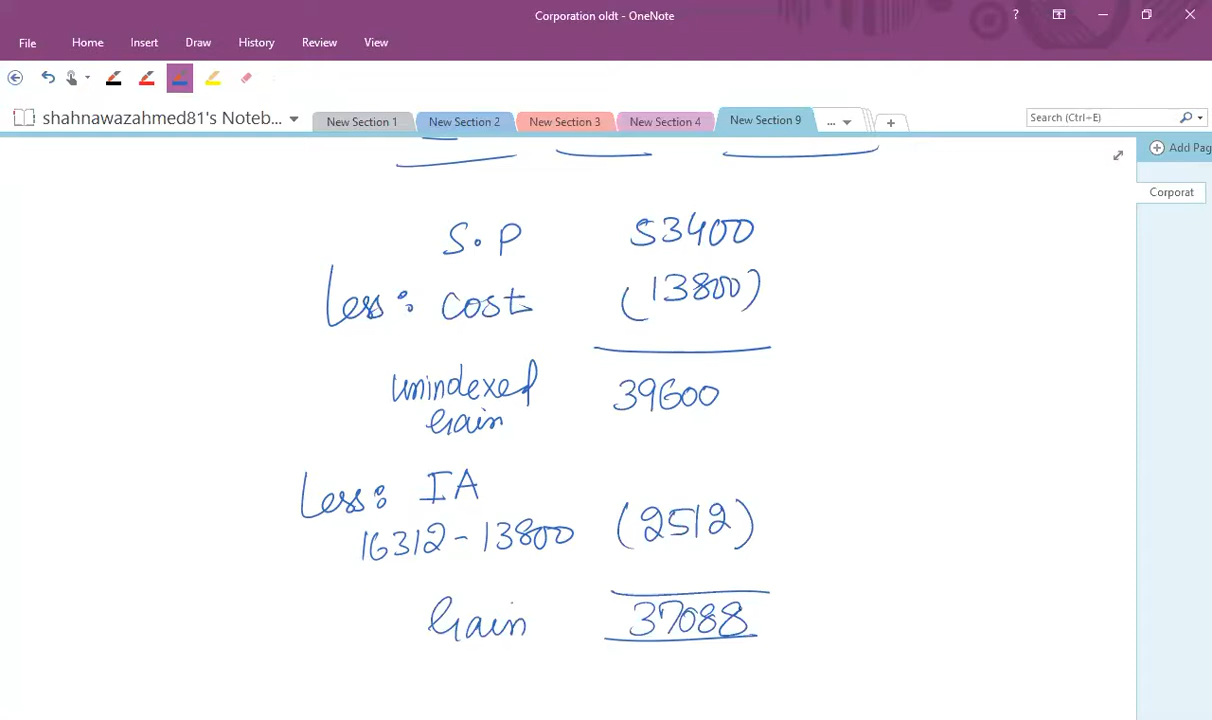 Corporation oldt - OneNote
?
File Home Insert Draw History Review View
shahnawazahmed81's Noteb... New Section 1 New Section 2 New Section 3 New Section 4 New Section 9 ... + Search (Ctrl+E)
Add Pag
Corporat
S.P 53400
Less: cost (13800)
unindexed 39600
Gain
Less: IA
16312-13800 (2512)
Gain 37088